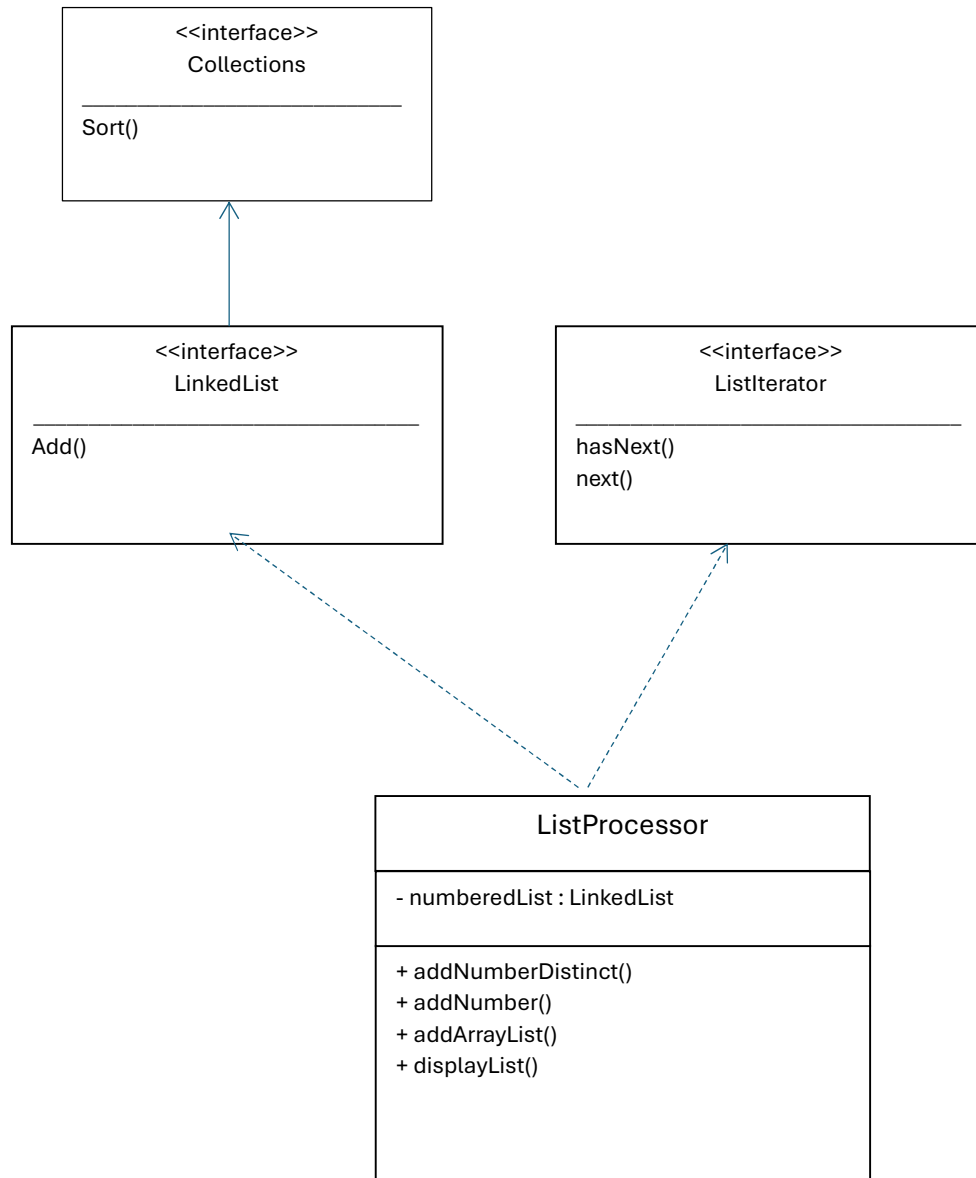 <<interface>>
Collections
Sort()
<<interface>>
LinkedList
Add()
<<interface>>
ListIterator
hasNext()
next()
ListProcessor
- numberedList : LinkedList
+ addNumberDistinct()
+ addNumber()
+ addArrayList()
+ displayList()